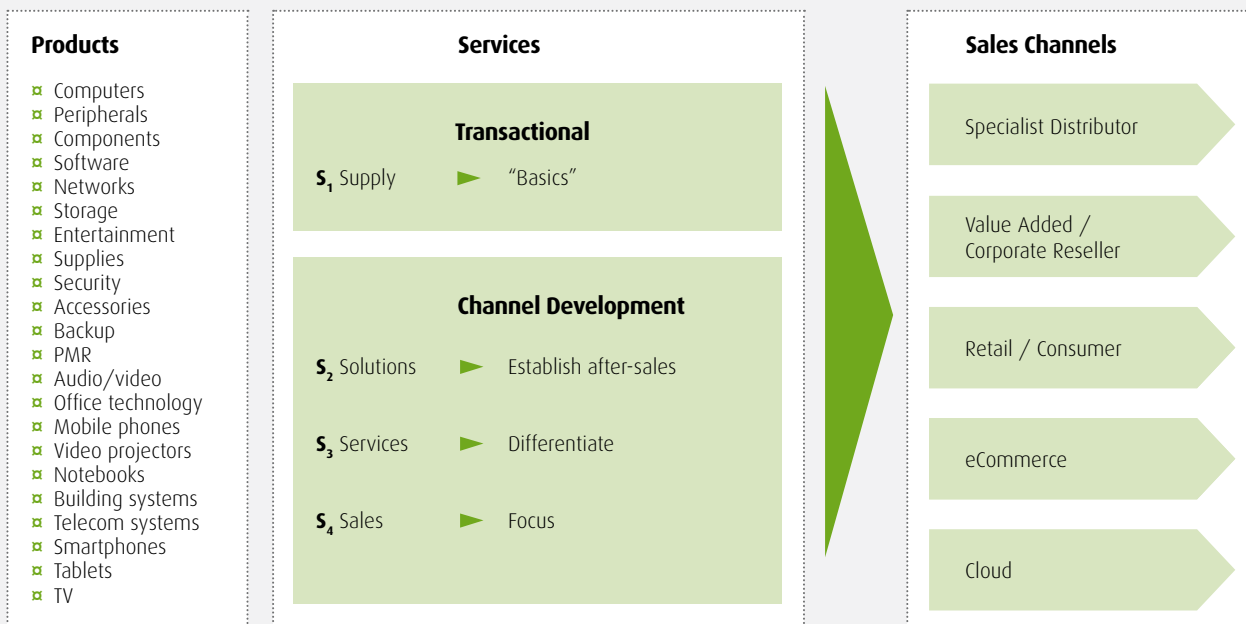 Products
Computers
Peripherals
Components
Software
Networks
Storage
Entertainment
Supplies
Security
Accessories
Backup
PMR
Audio/video
Office technology
Mobile phones
Video projectors
Notebooks
Building systems
Telecom systems
Smartphones
Tablets
TV
Services
Transactional
S1 Supply
“Basics”
Channel Development
S2 Solutions
Establish after-sales
S3 Services
Differentiate
S4 Sales
Focus
Sales Channels
Specialist Distributor
Value Added /
Corporate Reseller
Retail / Consumer
eCommerce
Cloud